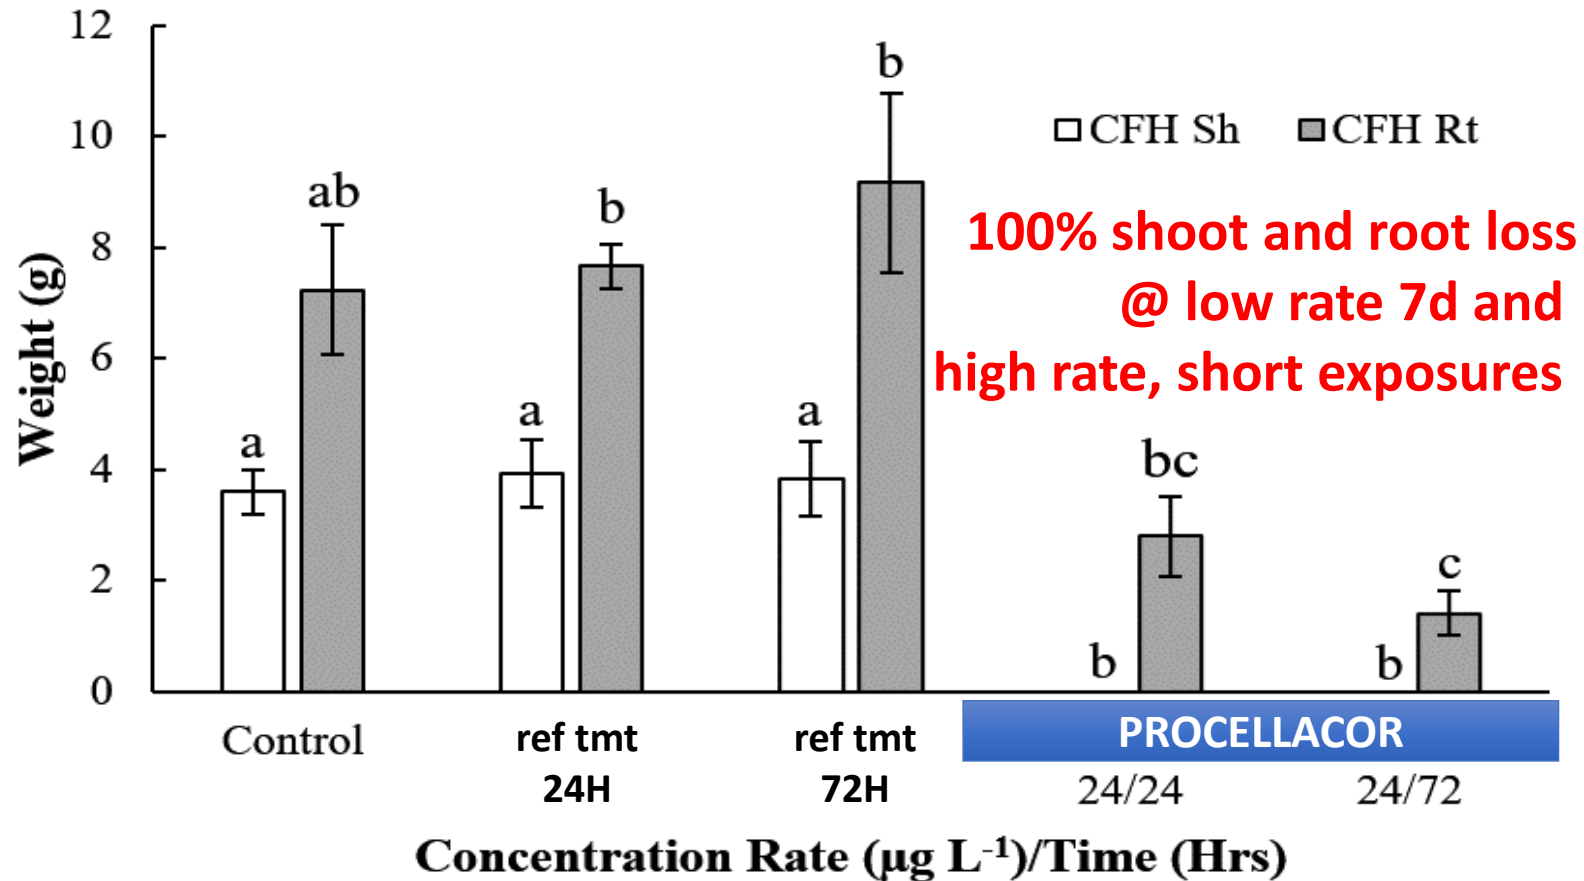 12
10
8
6
4
2
0
Weight (g)
a
ab
a
b
a
b
b
bc
b
c
CFH Sh
CFH Rt
100% shoot and root loss
@ low rate 7d and
high rate, short exposures
Control
ref tmt
24H
ref tmt
72H
PROCELLACOR
24/24
24/72
Concentration Rate (µg L⁻¹)/Time (Hrs)